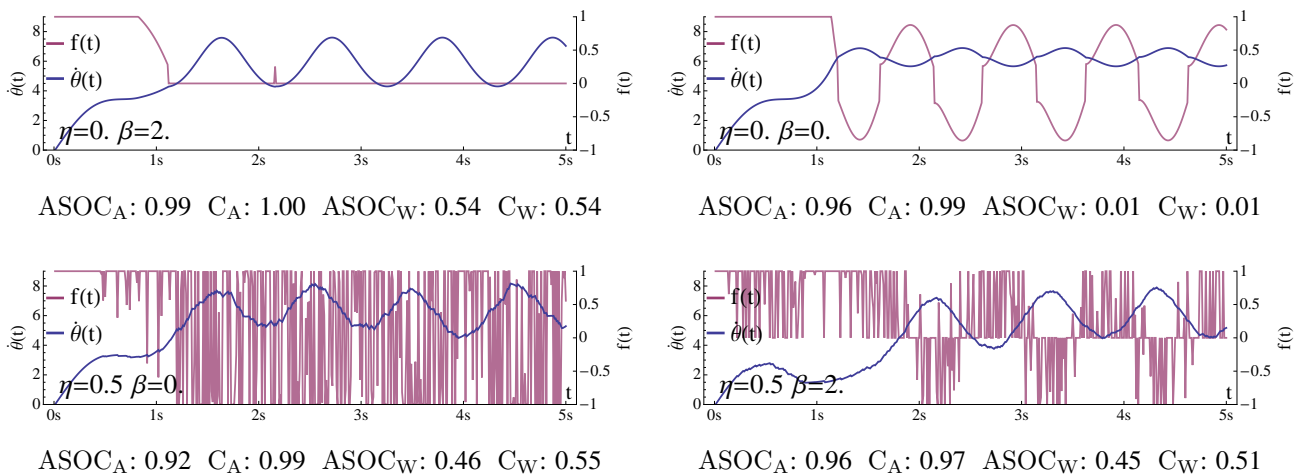 8 6 4 2 0
θ̇(t)
f(t)
θ̇(t)
η=0. β=2.
t
1 0.5 0 −0.5 −1
f(t)
0s 1s 2s 3s 4s 5s
8 6 4 2 0
θ̇(t)
f(t)
θ̇(t)
η=0. β=0.
t
1 0.5 0 −0.5 −1
f(t)
0s 1s 2s 3s 4s 5s
ASOC_A: 0.99 C_A: 1.00 ASOC_W: 0.54 C_W: 0.54
ASOC_A: 0.96 C_A: 0.99 ASOC_W: 0.01 C_W: 0.01
8 6 4 2 0
θ̇(t)
f(t)
θ̇(t)
η=0.5 β=0.
t
1 0.5 0 −0.5 −1
f(t)
0s 1s 2s 3s 4s 5s
8 6 4 2 0
θ̇(t)
f(t)
θ̇(t)
η=0.5 β=2.
t
1 0.5 0 −0.5 −1
f(t)
0s 1s 2s 3s 4s 5s
ASOC_A: 0.92 C_A: 0.99 ASOC_W: 0.46 C_W: 0.55
ASOC_A: 0.96 C_A: 0.97 ASOC_W: 0.45 C_W: 0.51